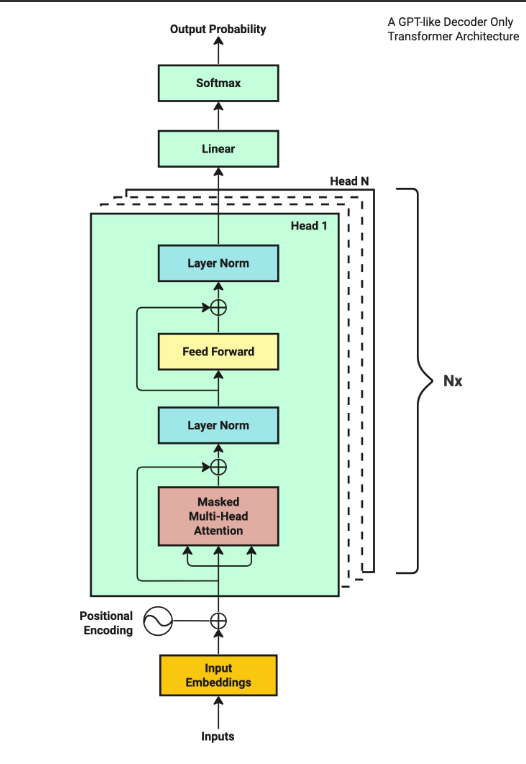 A GPT-like Decoder Only
Transformer Architecture
Output Probability
Softmax
Linear
Head N
Head 1
Layer Norm
Feed Forward
Nx
Layer Norm
Masked
Multi-Head
Attention
Positional
Encoding
Input
Embeddings
Inputs